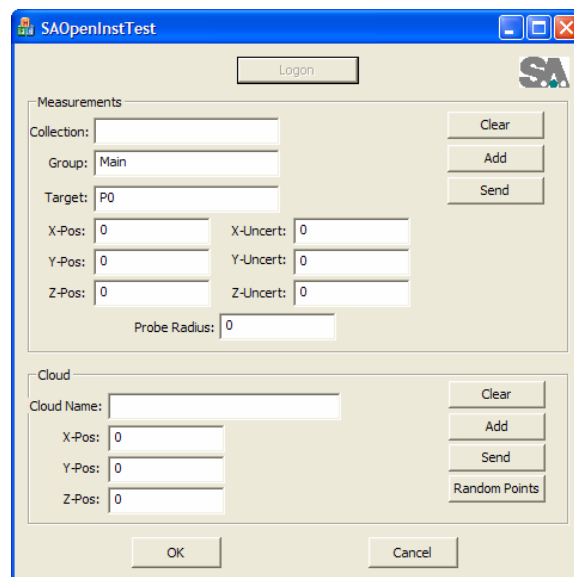 SAOpenInstTest
Logon
SA
Measurements
Collection:
Clear
Group: Main
Add
Target: P0
Send
X-Pos: 0 X-Uncert: 0
Y-Pos: 0 Y-Uncert: 0
Z-Pos: 0 Z-Uncert: 0
Probe Radius: 0
Cloud
Cloud Name:
Clear
X-Pos: 0
Add
Y-Pos: 0
Send
Z-Pos: 0
Random Points
OK Cancel